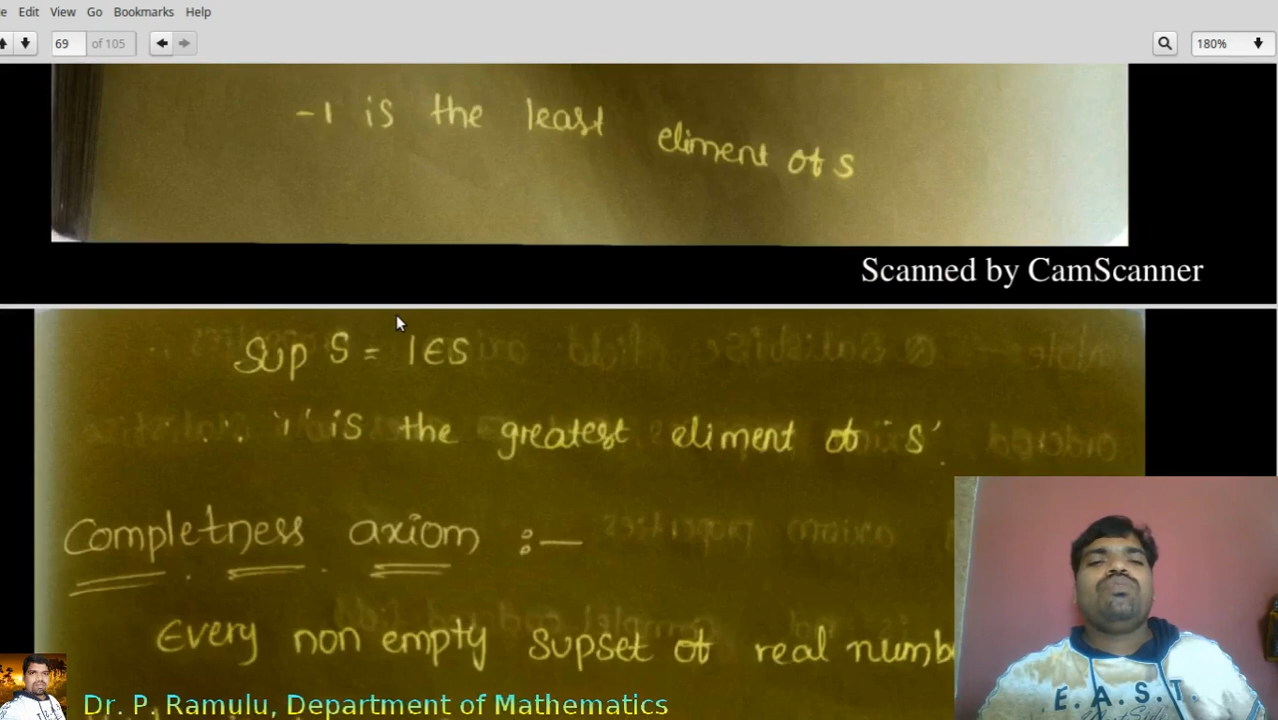 Edit View Go Bookmarks Help
69 of 105 180%
-1 is the least eliment of s
Scanned by CamScanner
Sup S = 1 ∈ S
∴ '1' is the greatest eliment of 's'.
Completness axiom :-
Every non empty supset of real numb
E.A.S.T.
Dr. P. Ramulu, Department of Mathematics